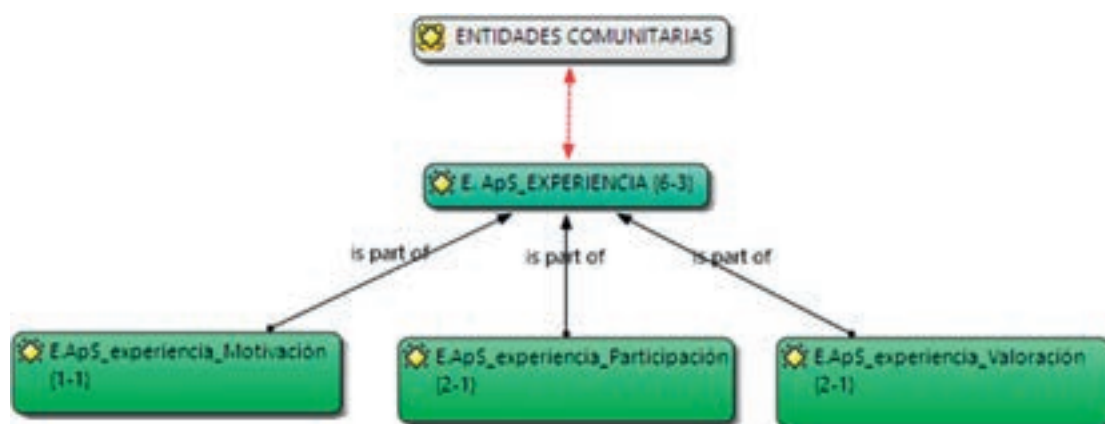 ENTIDADES COMUNITARIAS
E. ApS_EXPERIENCIA (6-3)
is part of
is part of
is part of
E.ApS_experiencia_Motivación
(1-1)
E.ApS_experiencia_Participación
(2-1)
E.ApS_experiencia_Valoración
(2-1)